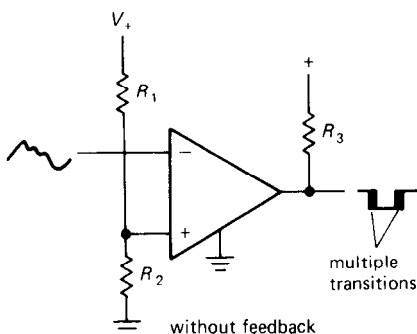 V+
R1
+
R3
−
+
R2
multiple
transitions
without feedback